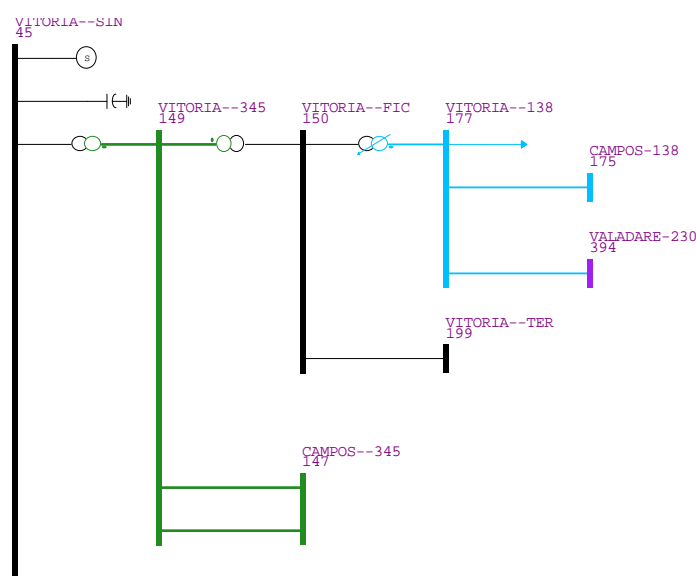 VITORIA--SIN
45
S
VITORIA--345
149
VITORIA--FIC
150
VITORIA--138
177
CAMPOS-138
175
VALADARE-230
394
VITORIA--TER
199
CAMPOS--345
147